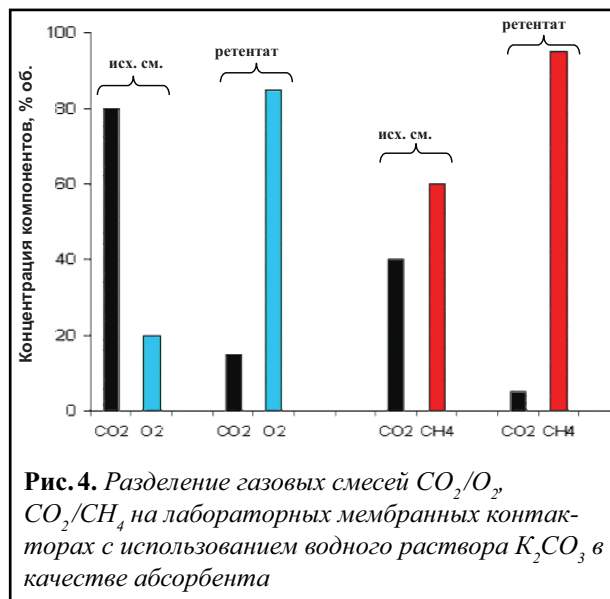 Концентрация компонентов, % об.
100
80
60
40
20
0
исх. см.
ретентат
исх. см.
ретентат
CO2 O2 CO2 O2 CO2 CH4 CO2 CH4
Рис. 4. Разделение газовых смесей CO₂/O₂,
CO₂/CH₄ на лабораторных мембранных контак-
торах с использованием водного раствора K₂CO₃ в
качестве абсорбента